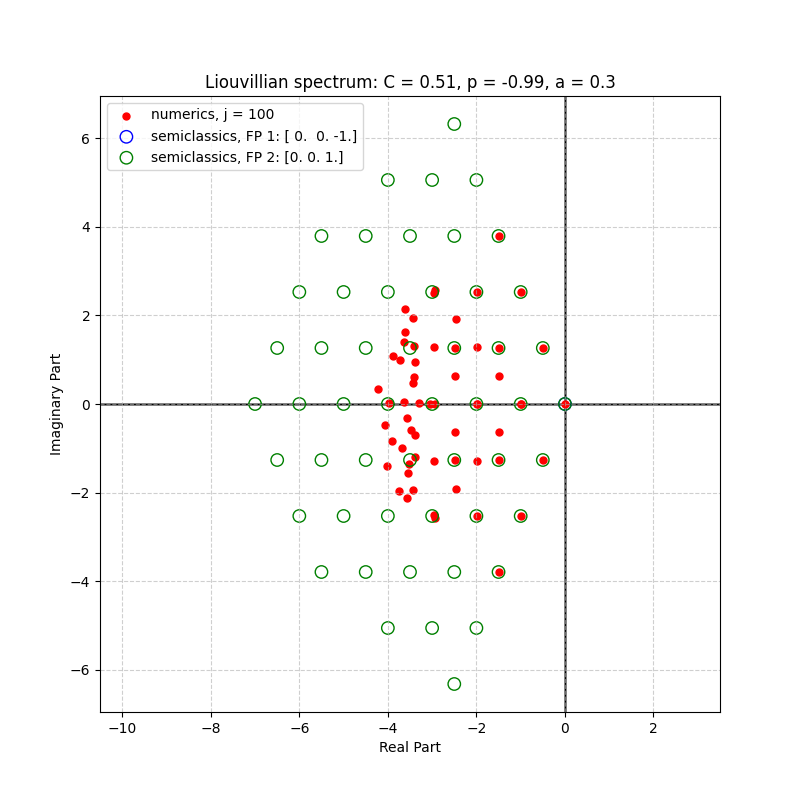 Liouvillian spectrum: C = 0.51, p = -0.99, a = 0.3
numerics, j = 100
semiclassics, FP 1: [ 0.  0. -1.]
semiclassics, FP 2: [0. 0. 1.]
6
4
2
0
−2
−4
−6
Imaginary Part
−10 −8 −6 −4 −2 0 2
Real Part